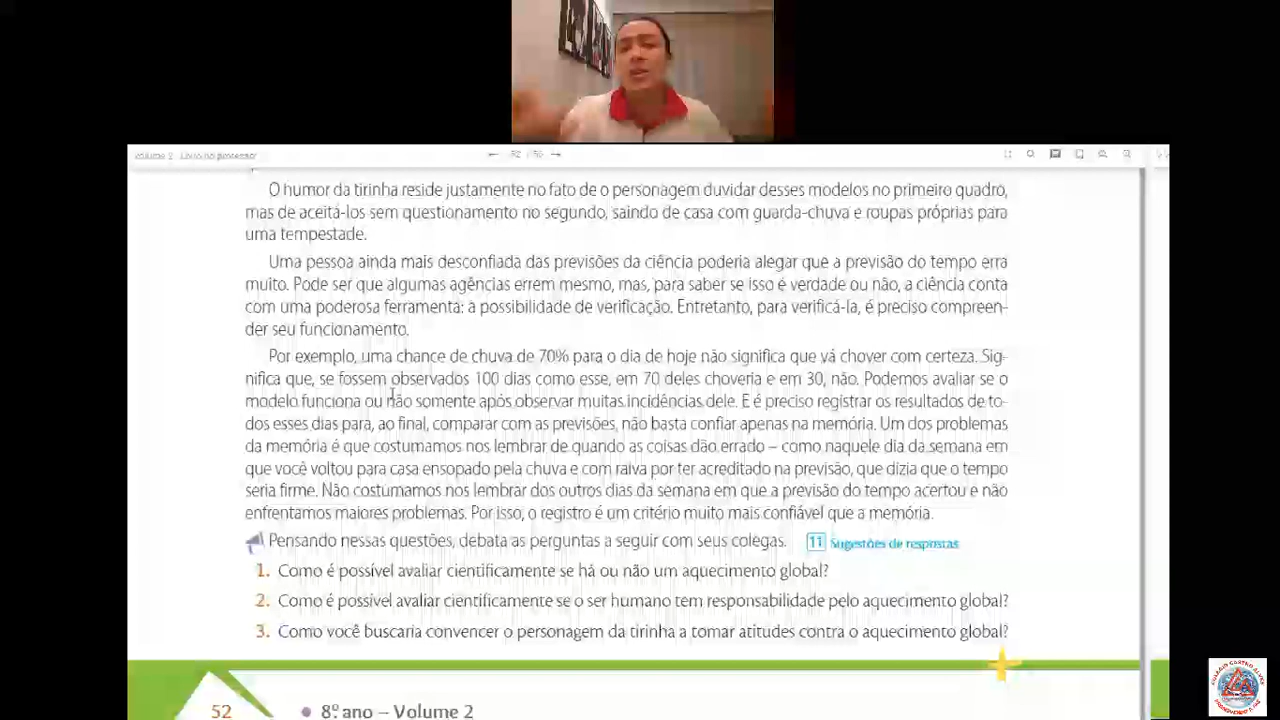 Volume 2 Livro do professor
52 / 56
O humor da tirinha reside justamente no fato de o personagem duvidar desses modelos no primeiro quadro,
mas de aceitá-los sem questionamento no segundo, saindo de casa com guarda-chuva e roupas próprias para
uma tempestade.
Uma pessoa ainda mais desconfiada das previsões da ciência poderia alegar que a previsão do tempo erra
muito. Pode ser que algumas agências errem mesmo, mas, para saber se isso é verdade ou não, a ciência conta
com uma poderosa ferramenta: a possibilidade de verificação. Entretanto, para verificá-la, é preciso compreen-
der seu funcionamento.
Por exemplo, uma chance de chuva de 70% para o dia de hoje não significa que vá chover com certeza. Sig-
nifica que, se fossem observados 100 dias como esse, em 70 deles choveria e em 30, não. Podemos avaliar se o
modelo funciona ou não somente após observar muitas incidências dele. E é preciso registrar os resultados de to-
dos esses dias para, ao final, comparar com as previsões, não basta confiar apenas na memória. Um dos problemas
da memória é que costumamos nos lembrar de quando as coisas dão errado – como naquele dia da semana em
que você voltou para casa ensopado pela chuva e com raiva por ter acreditado na previsão, que dizia que o tempo
seria firme. Não costumamos nos lembrar dos outros dias da semana em que a previsão do tempo acertou e não
enfrentamos maiores problemas. Por isso, o registro é um critério muito mais confiável que a memória.
Pensando nessas questões, debata as perguntas a seguir com seus colegas. 11 Sugestões de respostas
1. Como é possível avaliar cientificamente se há ou não um aquecimento global?
2. Como é possível avaliar cientificamente se o ser humano tem responsabilidade pelo aquecimento global?
3. Como você buscaria convencer o personagem da tirinha a tomar atitudes contra o aquecimento global?
52 8º. ano – Volume 2